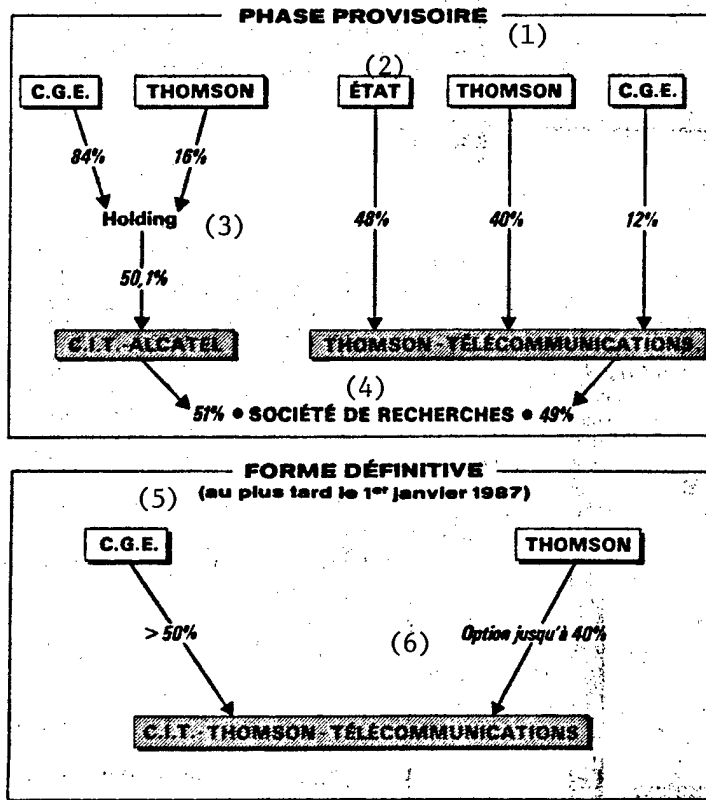 PHASE PROVISOIRE
(1)
(2)
C.G.E. THOMSON ÉTAT THOMSON C.G.E.
84% 16%
Holding (3) 48% 40% 12%
50,1%
C.I.T.-ALCATEL THOMSON-TÉLÉCOMMUNICATIONS
(4)
51% • SOCIÉTÉ DE RECHERCHES • 49%
FORME DÉFINITIVE
(5) (au plus tard le 1er janvier 1987)
C.G.E. THOMSON
> 50% (6) Option jusqu'à 40%
C.I.T.-THOMSON-TÉLÉCOMMUNICATIONS